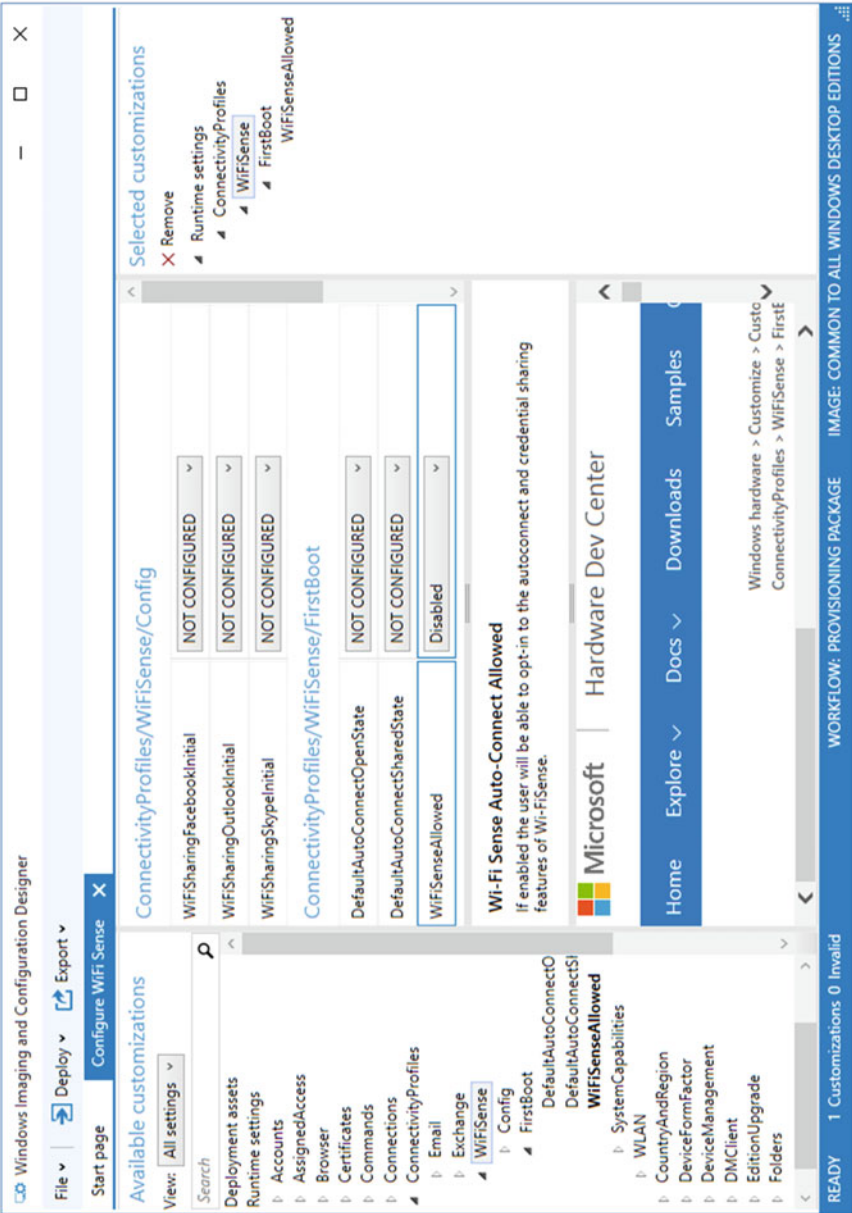 Windows Imaging and Configuration Designer
File
Deploy
Export
Start page
Configure WiFi Sense
Available customizations
View: All settings
Search
Deployment assets
Runtime settings
Accounts
AssignedAccess
Browser
Certificates
Commands
Connections
ConnectivityProfiles
Email
Exchange
WiFiSense
Config
FirstBoot
DefaultAutoConnectO
DefaultAutoConnectSh
WiFiSenseAllowed
SystemCapabilities
WLAN
CountryAndRegion
DeviceFormFactor
DeviceManagement
DMClient
EditionUpgrade
Folders
ConnectivityProfiles/WiFiSense/Config
WiFiSharingFacebookInitial NOT CONFIGURED
WiFiSharingOutlookInitial NOT CONFIGURED
WiFiSharingSkypeInitial NOT CONFIGURED
ConnectivityProfiles/WiFiSense/FirstBoot
DefaultAutoConnectOpenState NOT CONFIGURED
DefaultAutoConnectSharedState NOT CONFIGURED
WiFiSenseAllowed Disabled
Wi-Fi Sense Auto-Connect Allowed
If enabled the user will be able to opt-in to the autoconnect and credential sharing
features of Wi-FiSense.
Microsoft | Hardware Dev Center
Home Explore Docs Downloads Samples
Windows hardware > Customize > Custo
ConnectivityProfiles > WiFiSense > FirstB
Selected customizations
Remove
Runtime settings
ConnectivityProfiles
WiFiSense
FirstBoot
WiFiSenseAllowed
READY 1 Customizations 0 Invalid WORKFLOW: PROVISIONING PACKAGE IMAGE: COMMON TO ALL WINDOWS DESKTOP EDITIONS